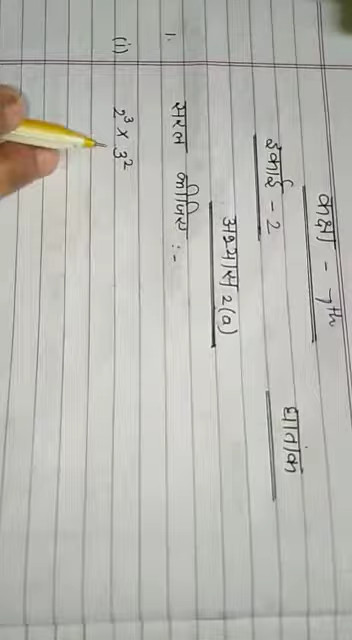 कक्षा - 7th
घातांक
इकाई - 2
अभ्यास 2(a)
1. सरल कीजिए :-
(i) 2³ × 3²